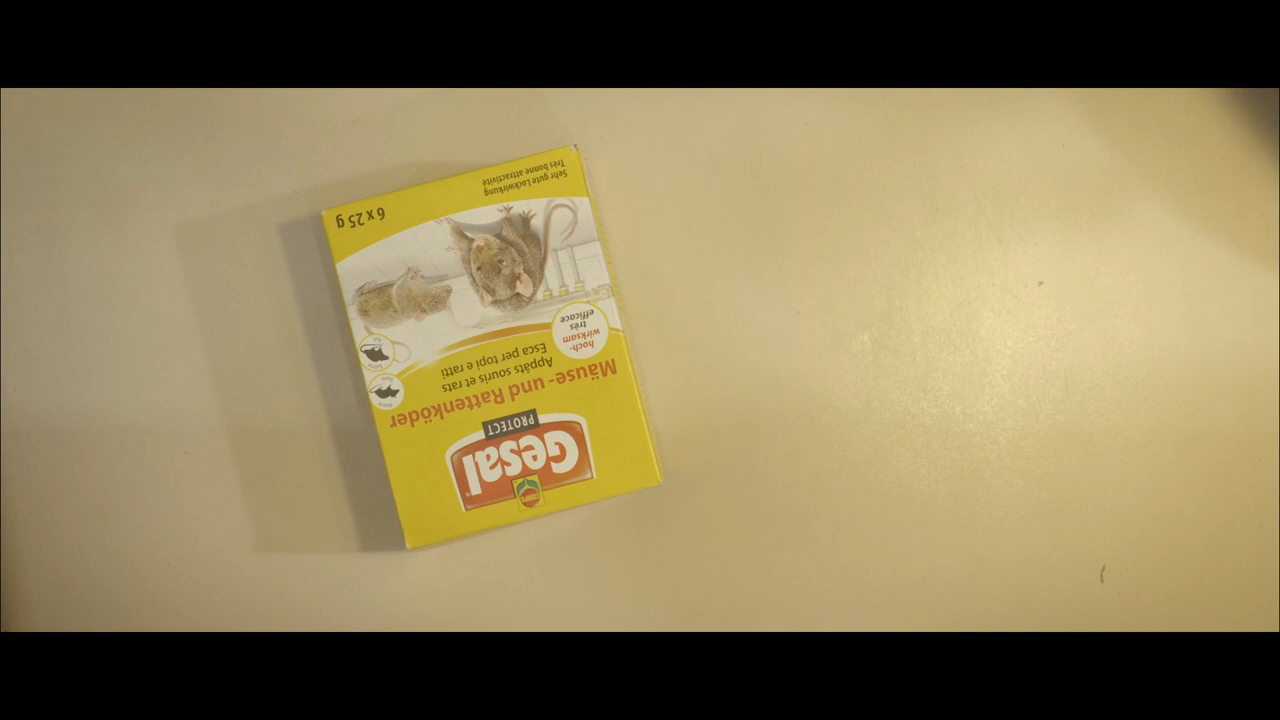 Gesal
PROTECT
Mäuse- und Rattenköder
Appâts souris et rats
Esca per topi e ratti
hoch-
wirksam
très
efficace
6 x 25 g
Sehr gute Lockwirkung
Très bonne attractivité